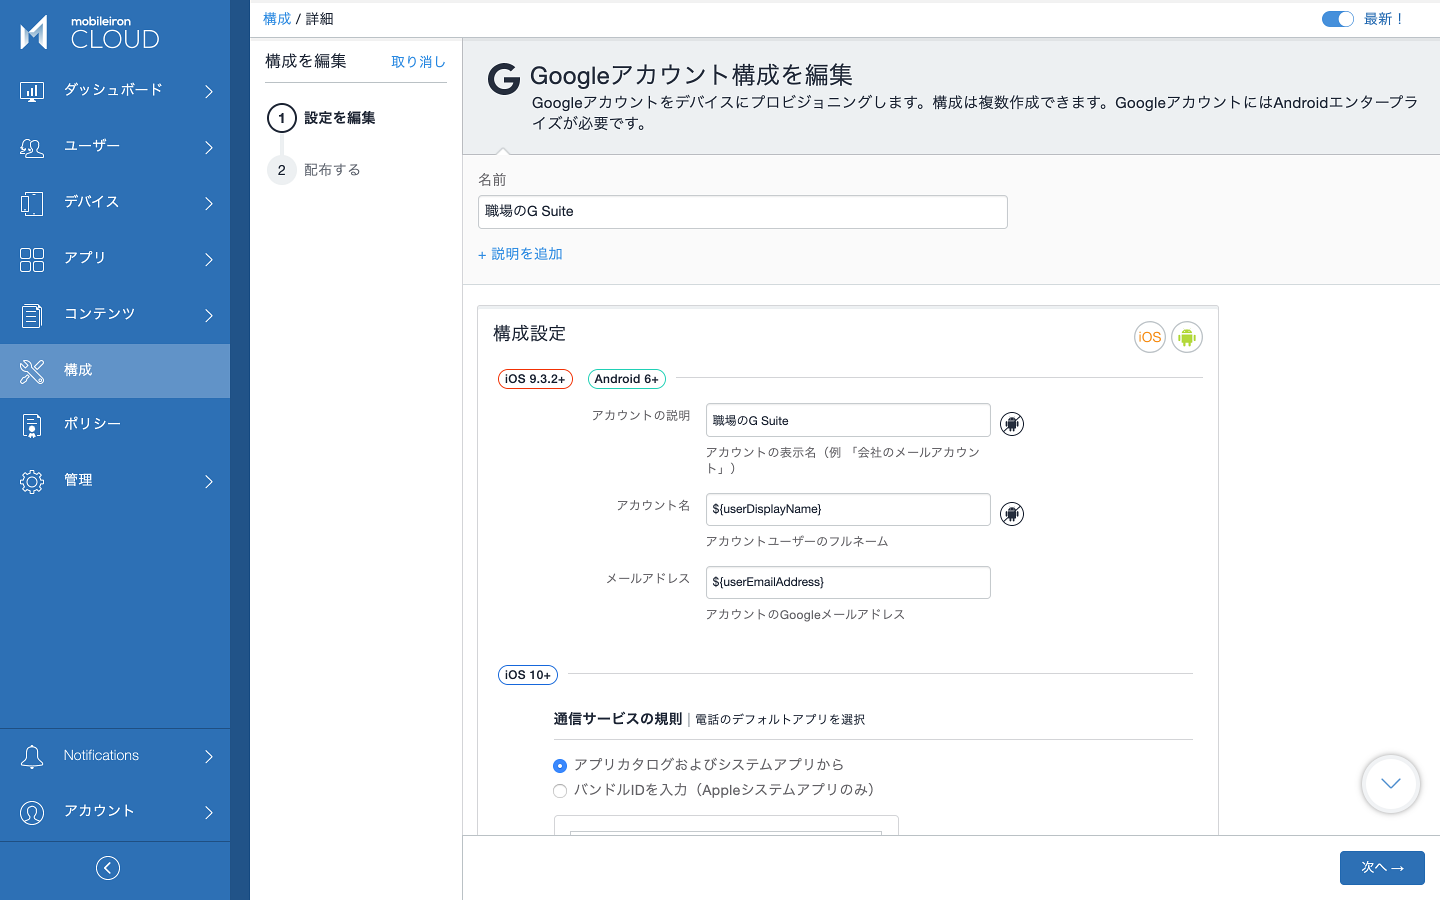 mobileiron
CLOUD
ダッシュボード
ユーザー
デバイス
アプリ
コンテンツ
構成
ポリシー
管理
Notifications
アカウント
構成 / 詳細
最新！
構成を編集
取り消し
1 設定を編集
2 配布する
Googleアカウント構成を編集
Googleアカウントをデバイスにプロビジョニングします。構成は複数作成できます。GoogleアカウントにはAndroidエンタープラ
イズが必要です。
名前
職場のG Suite
+ 説明を追加
構成設定
iOS
iOS 9.3.2+
Android 6+
アカウントの説明
職場のG Suite
アカウントの表示名（例 「会社のメールアカウン
ト」）
アカウント名
${userDisplayName}
アカウントユーザーのフルネーム
メールアドレス
${userEmailAddress}
アカウントのGoogleメールアドレス
iOS 10+
通信サービスの規則 | 電話のデフォルトアプリを選択
アプリカタログおよびシステムアプリから
バンドルIDを入力（Appleシステムアプリのみ）
次へ→